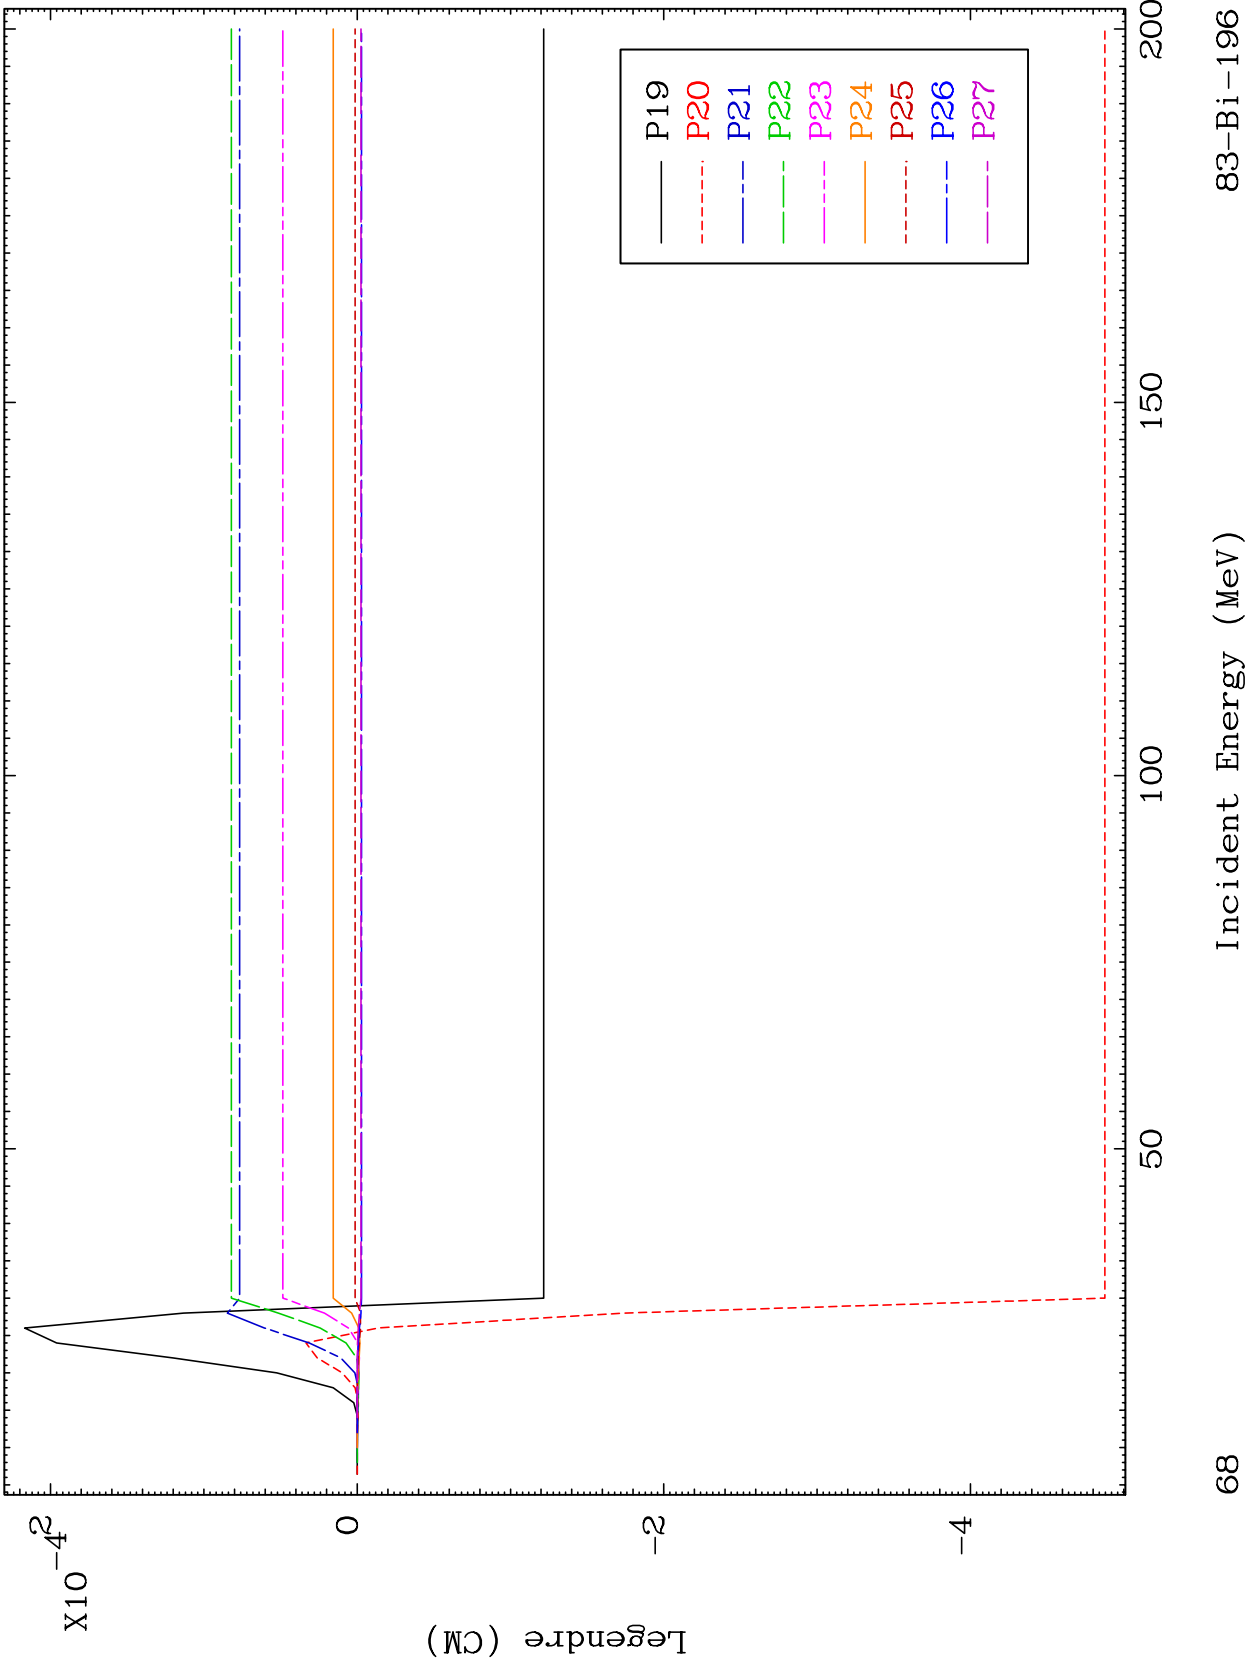 X10
-4
2
0
-2
-4
Legendre (CM)
P19
P20
P21
P22
P23
P24
P25
P26
P27
50
100
150
200
Incident Energy (MeV)
68
83-Bi-196